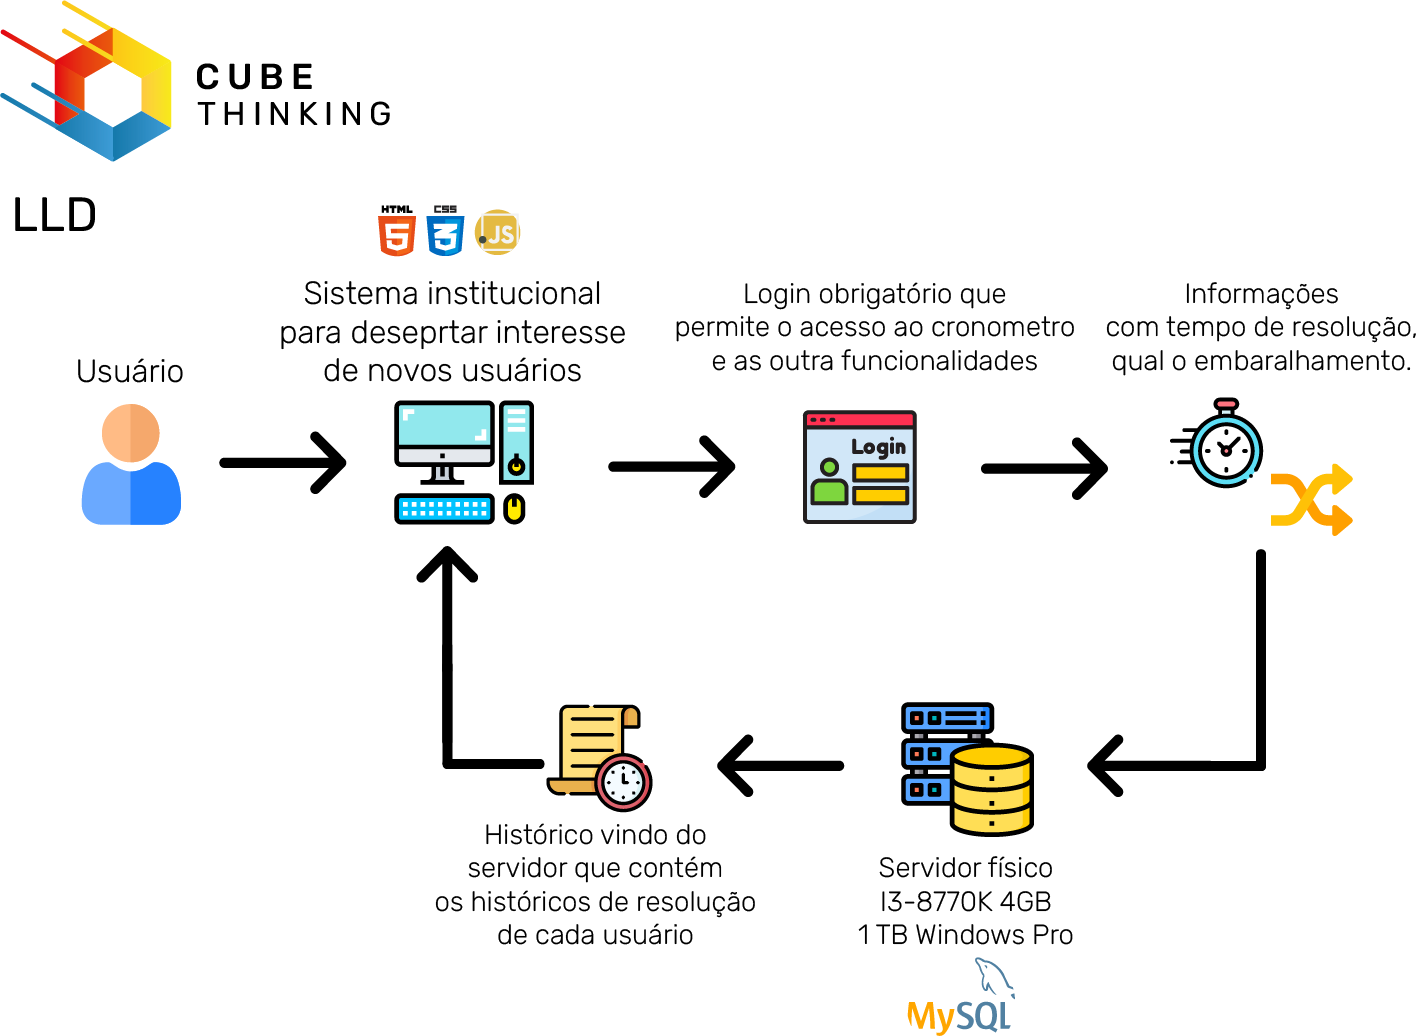 CUBE
THINKING
LLD
HTML
5
CSS
3
.JS
Sistema institucional
para deseprtar interesse
de novos usuários
Login obrigatório que
permite o acesso ao cronometro
e as outra funcionalidades
Informações
com tempo de resolução,
qual o embaralhamento.
Usuário
Login
Histórico vindo do
servidor que contém
os históricos de resolução
de cada usuário
Servidor físico
I3-8770K 4GB
1 TB Windows Pro
MySQL